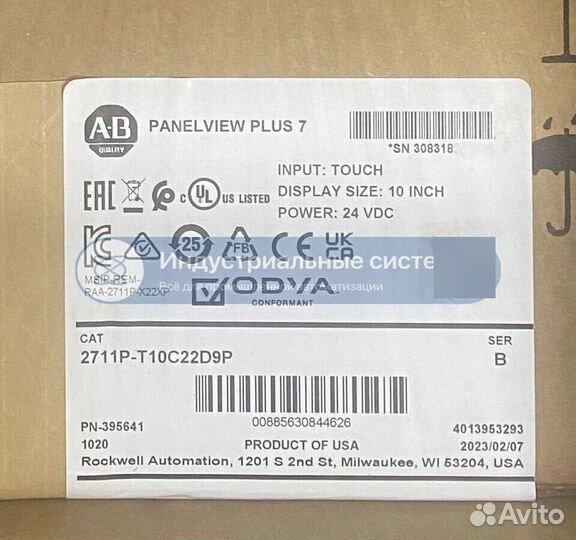 A-B
QUALITY
PANELVIEW PLUS 7
*SN 308318
INPUT: TOUCH
DISPLAY SIZE: 10 INCH
POWER: 24 VDC
EAC
C UL US LISTED
25
FB
CE
UK
CA
MSIP-REM-
RAA-2711P-X22XP
Индустриальные систе
Всё для промышленной автоматизации
ODVA
CONFORMANT
CAT
SER
2711P-T10C22D9P
B
00885630844626
PN-395641
4013953293
1020
PRODUCT OF USA
2023/02/07
Rockwell Automation, 1201 S 2nd St, Milwaukee, WI 53204, USA
Avito